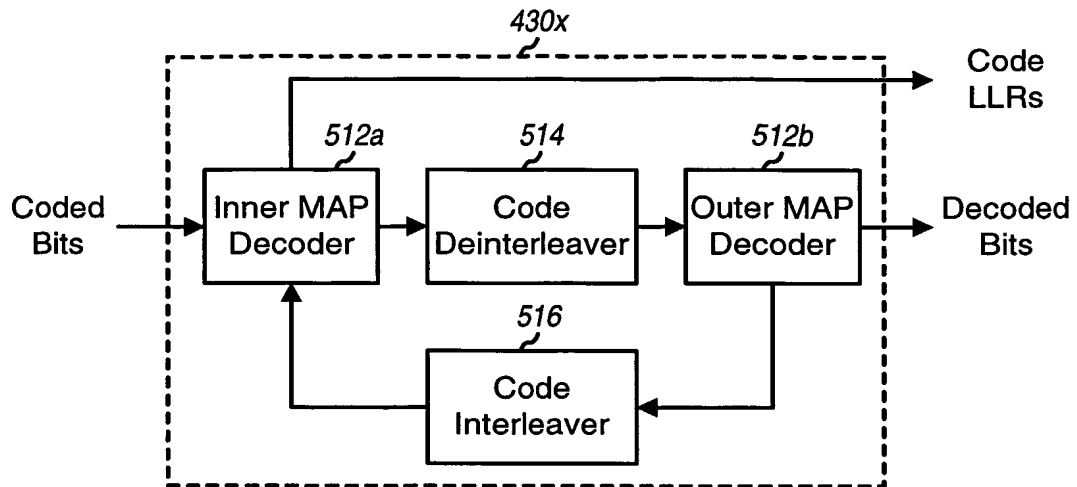 430x
Code
LLRs
512a
514
512b
Coded
Bits
Inner MAP
Decoder
Code
Deinterleaver
Outer MAP
Decoder
Decoded
Bits
516
Code
Interleaver